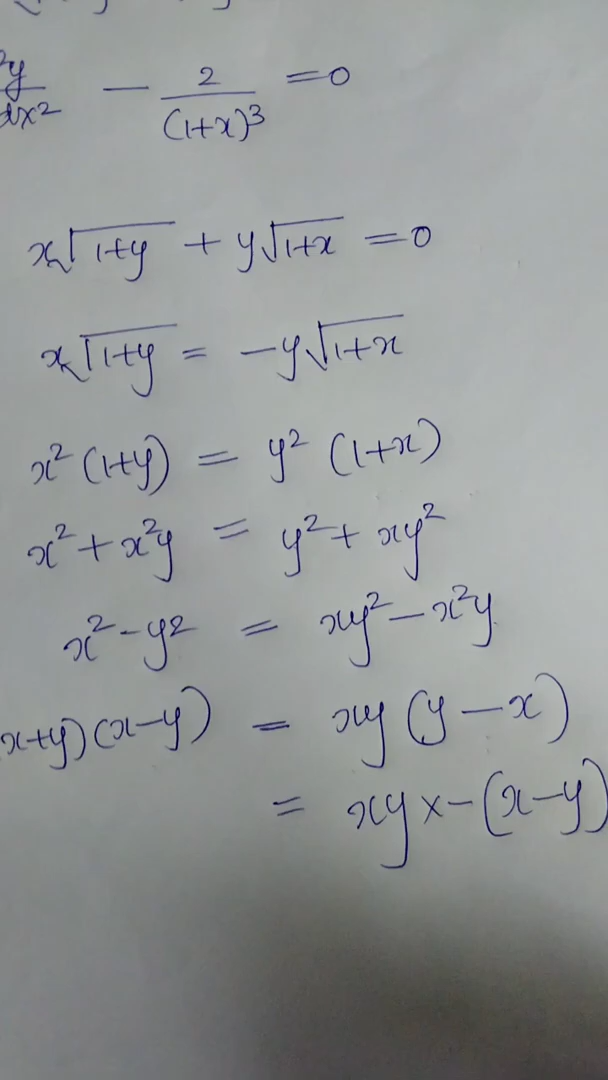 ²y/dx2 − 2/(1+x)³ =0
x√1+y + y√1+x =0
x√1+y = −y√1+x
x² (1+y) = y² (1+x)
x²+x²y = y²+ xy²
x²−y2 = xy²−x²y
x+y)(x−y) = xy (y−x)
= xy×−(x−y)